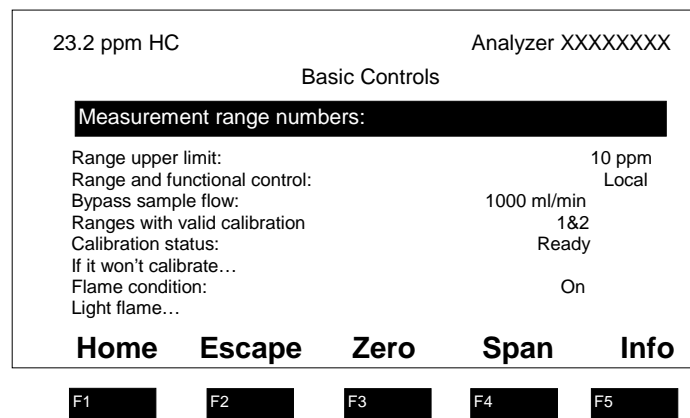 23.2 ppm HC Analyzer XXXXXXXX
Basic Controls
Measurement range numbers:
Range upper limit: 10 ppm
Range and functional control: Local
Bypass sample flow: 1000 ml/min
Ranges with valid calibration 1&2
Calibration status: Ready
If it won't calibrate…
Flame condition: On
Light flame…
Home Escape Zero Span Info
F1 F2 F3 F4 F5